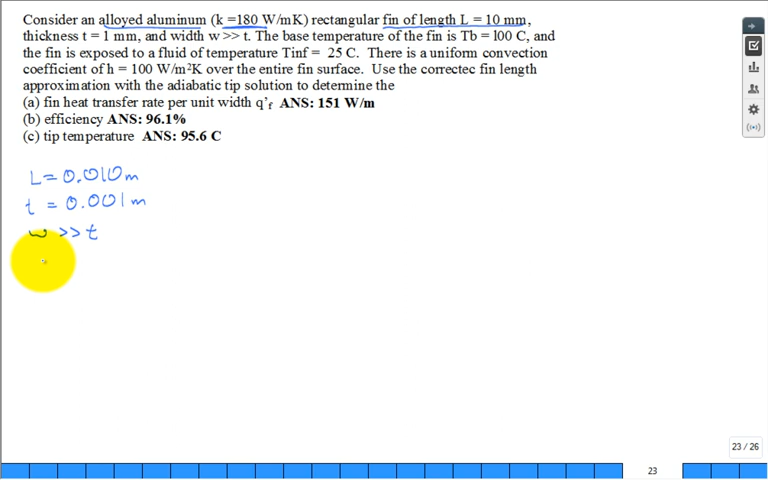 Consider an alloyed aluminum (k =180 W/mK) rectangular fin of length L = 10 mm,
thickness t = 1 mm, and width w >> t. The base temperature of the fin is Tb = 100 C, and
the fin is exposed to a fluid of temperature Tinf =  25 C.  There is a uniform convection
coefficient of h = 100 W/m²K over the entire fin surface.  Use the correctec fin length
approximation with the adiabatic tip solution to determine the
(a) fin heat transfer rate per unit width q'f  ANS: 151 W/m
(b) efficiency ANS: 96.1%
(c) tip temperature  ANS: 95.6 C
L = 0.010 m
t = 0.001 m
w >> t
23 / 26
23